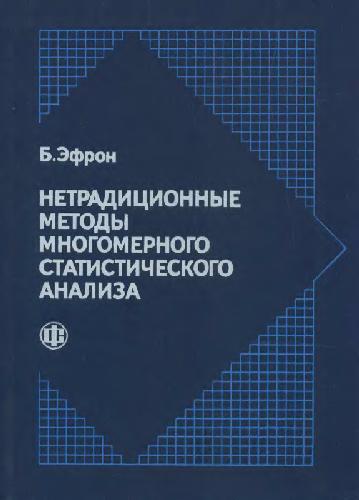 Б.Эфрон
НЕТРАДИЦИОННЫЕ
МЕТОДЫ
МНОГОМЕРНОГО
СТАТИСТИЧЕСКОГО
АНАЛИЗА